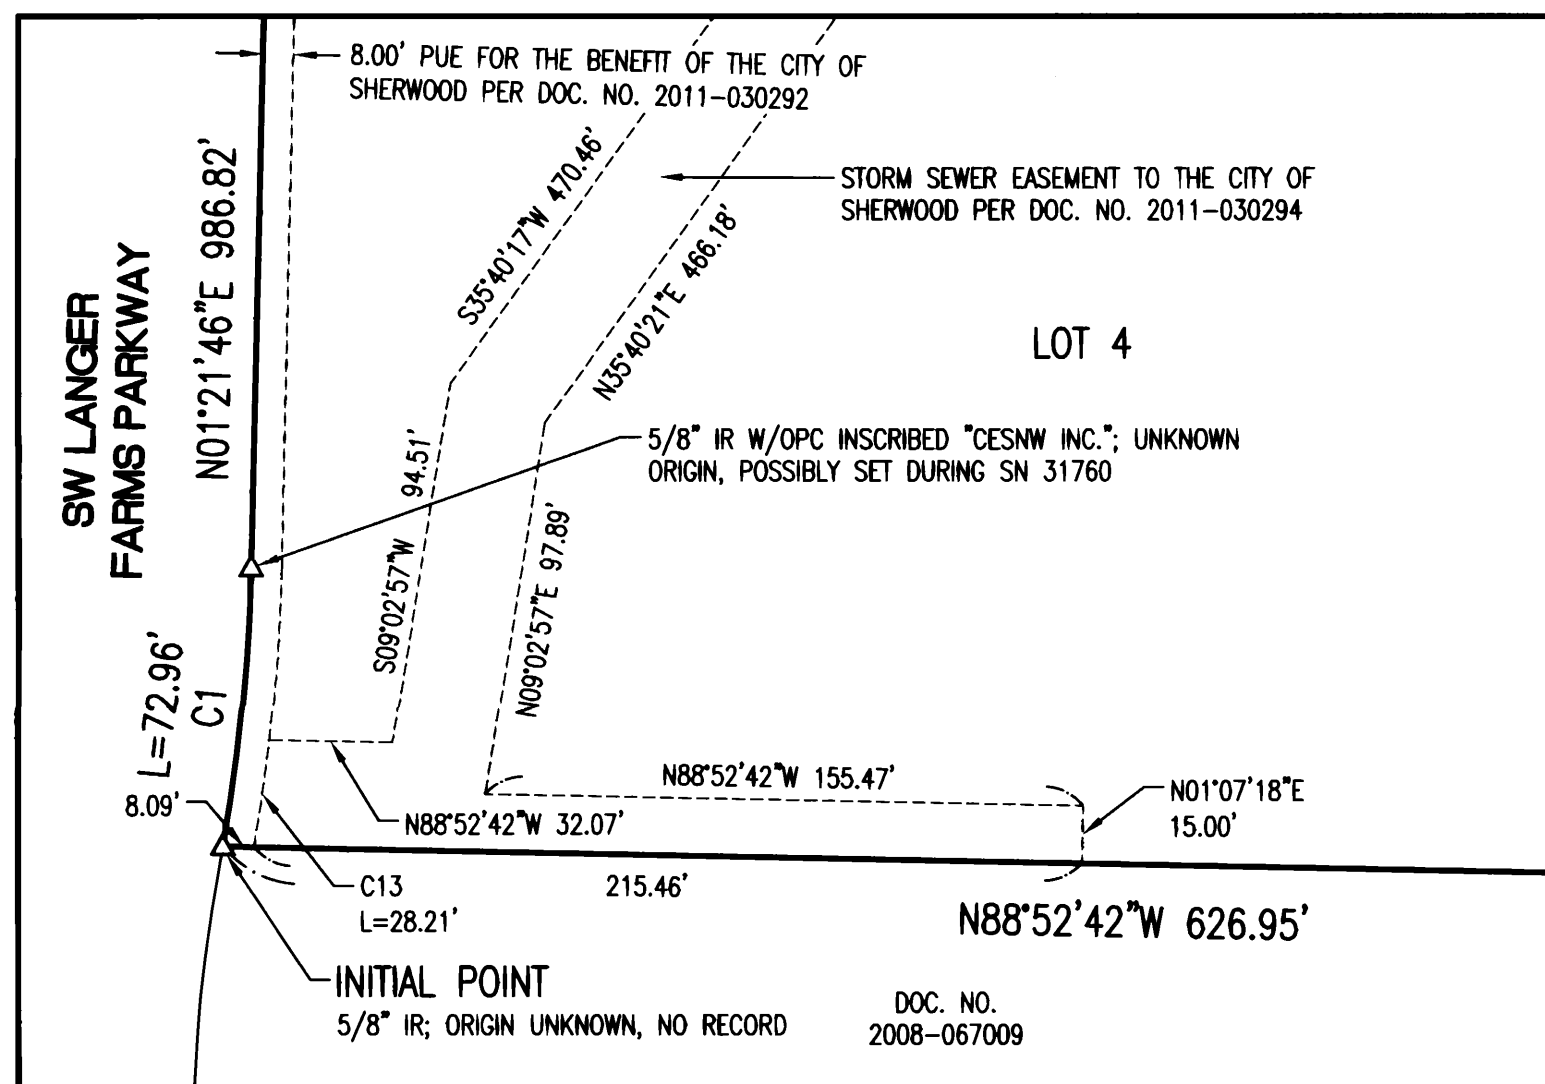 8.00' PUE FOR THE BENEFIT OF THE CITY OF
SHERWOOD PER DOC. NO. 2011-030292
STORM SEWER EASEMENT TO THE CITY OF
SHERWOOD PER DOC. NO. 2011-030294
S35°40'17"W 470.46'
N35°40'21"E 466.18'
N01°21'46"E 986.82'
SW LANGER
FARMS PARKWAY
LOT 4
5/8" IR W/OPC INSCRIBED "CESNW INC."; UNKNOWN
ORIGIN, POSSIBLY SET DURING SN 31760
S09°02'57"W 94.51'
N09°02'57"E 97.89'
L=72.96'
C1
N88°52'42"W 155.47'
N01°07'18"E
15.00'
8.09'
N88°52'42"W 32.07'
C13
L=28.21'
215.46'
N88°52'42"W 626.95'
INITIAL POINT
5/8" IR; ORIGIN UNKNOWN, NO RECORD
DOC. NO.
2008-067009